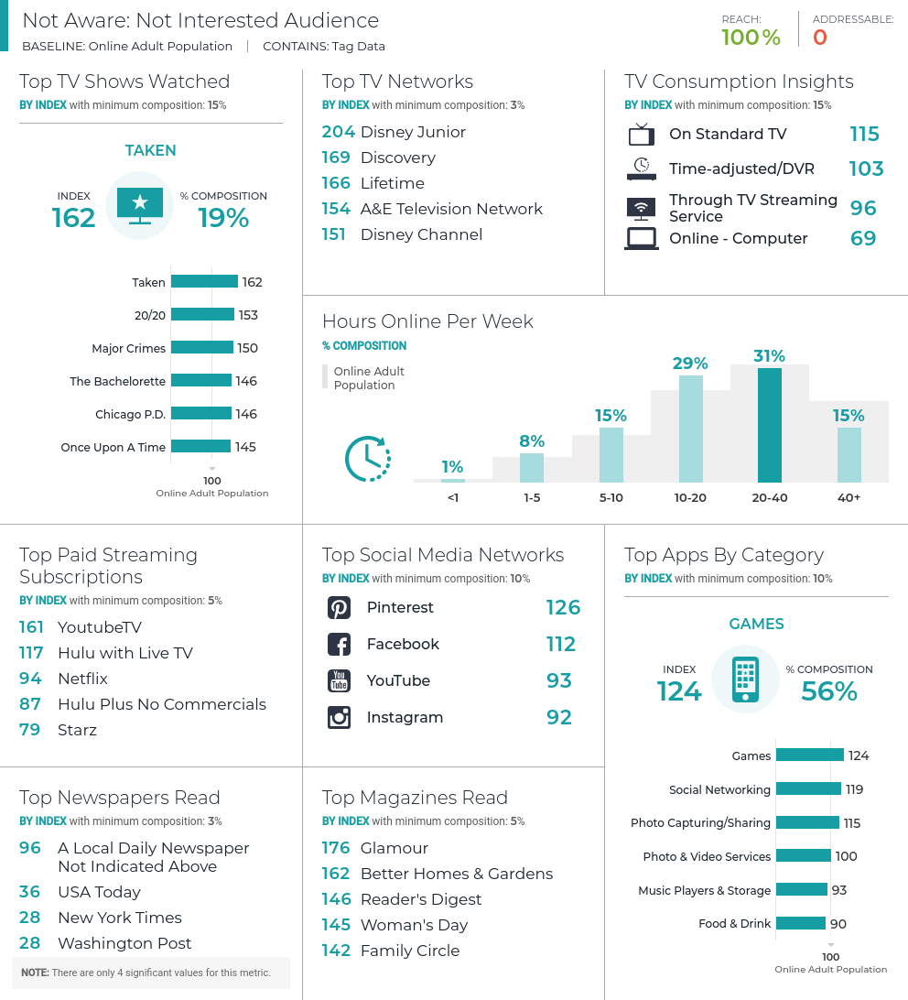 Not Aware: Not Interested Audience
BASELINE: Online Adult Population | CONTAINS: Tag Data
REACH:
100%
ADDRESSABLE:
0
Top TV Shows Watched
BY INDEX with minimum composition: 15%
TAKEN
INDEX
162
% COMPOSITION
19%
Taken 162
20/20 153
Major Crimes 150
The Bachelorette 146
Chicago P.D. 146
Once Upon A Time 145
100
Online Adult Population
Top TV Networks
BY INDEX with minimum composition: 3%
204 Disney Junior
169 Discovery
166 Lifetime
154 A&E Television Network
151 Disney Channel
TV Consumption Insights
BY INDEX with minimum composition: 15%
On Standard TV 115
Time-adjusted/DVR 103
Through TV Streaming
Service 96
Online - Computer 69
Hours Online Per Week
% COMPOSITION
Online Adult
Population
1% 8% 15% 29% 31% 15%
<1 1-5 5-10 10-20 20-40 40+
Top Paid Streaming
Subscriptions
BY INDEX with minimum composition: 5%
161 YoutubeTV
117 Hulu with Live TV
94 Netflix
87 Hulu Plus No Commercials
79 Starz
Top Social Media Networks
BY INDEX with minimum composition: 10%
Pinterest 126
Facebook 112
You
Tube
YouTube 93
Instagram 92
Top Apps By Category
BY INDEX with minimum composition: 10%
GAMES
INDEX
124
% COMPOSITION
56%
Games 124
Social Networking 119
Photo Capturing/Sharing 115
Photo & Video Services 100
Music Players & Storage 93
Food & Drink 90
100
Online Adult Population
Top Newspapers Read
BY INDEX with minimum composition: 3%
96 A Local Daily Newspaper
Not Indicated Above
36 USA Today
28 New York Times
28 Washington Post
NOTE: There are only 4 significant values for this metric.
Top Magazines Read
BY INDEX with minimum composition: 5%
176 Glamour
162 Better Homes & Gardens
146 Reader's Digest
145 Woman's Day
142 Family Circle